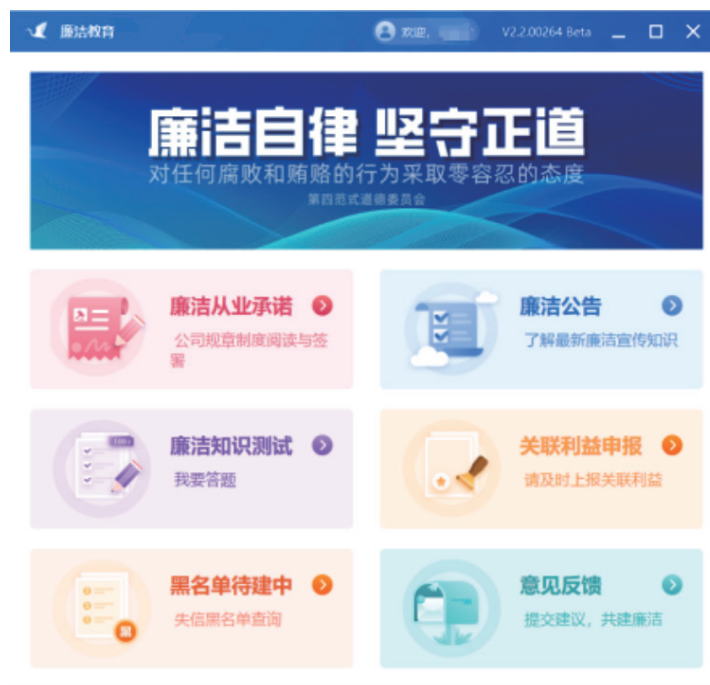 廉洁教育
欢迎,
V2.2.00264 Beta
廉洁自律 坚守正道
对任何腐败和贿赂的行为采取零容忍的态度
第四范式道德委员会
廉洁从业承诺
公司规章制度阅读与签
署
廉洁公告
了解最新廉洁宣传知识
廉洁知识测试
我要答题
关联利益申报
请及时上报关联利益
黑名单待建中
失信黑名单查询
黑
意见反馈
提交建议，共建廉洁